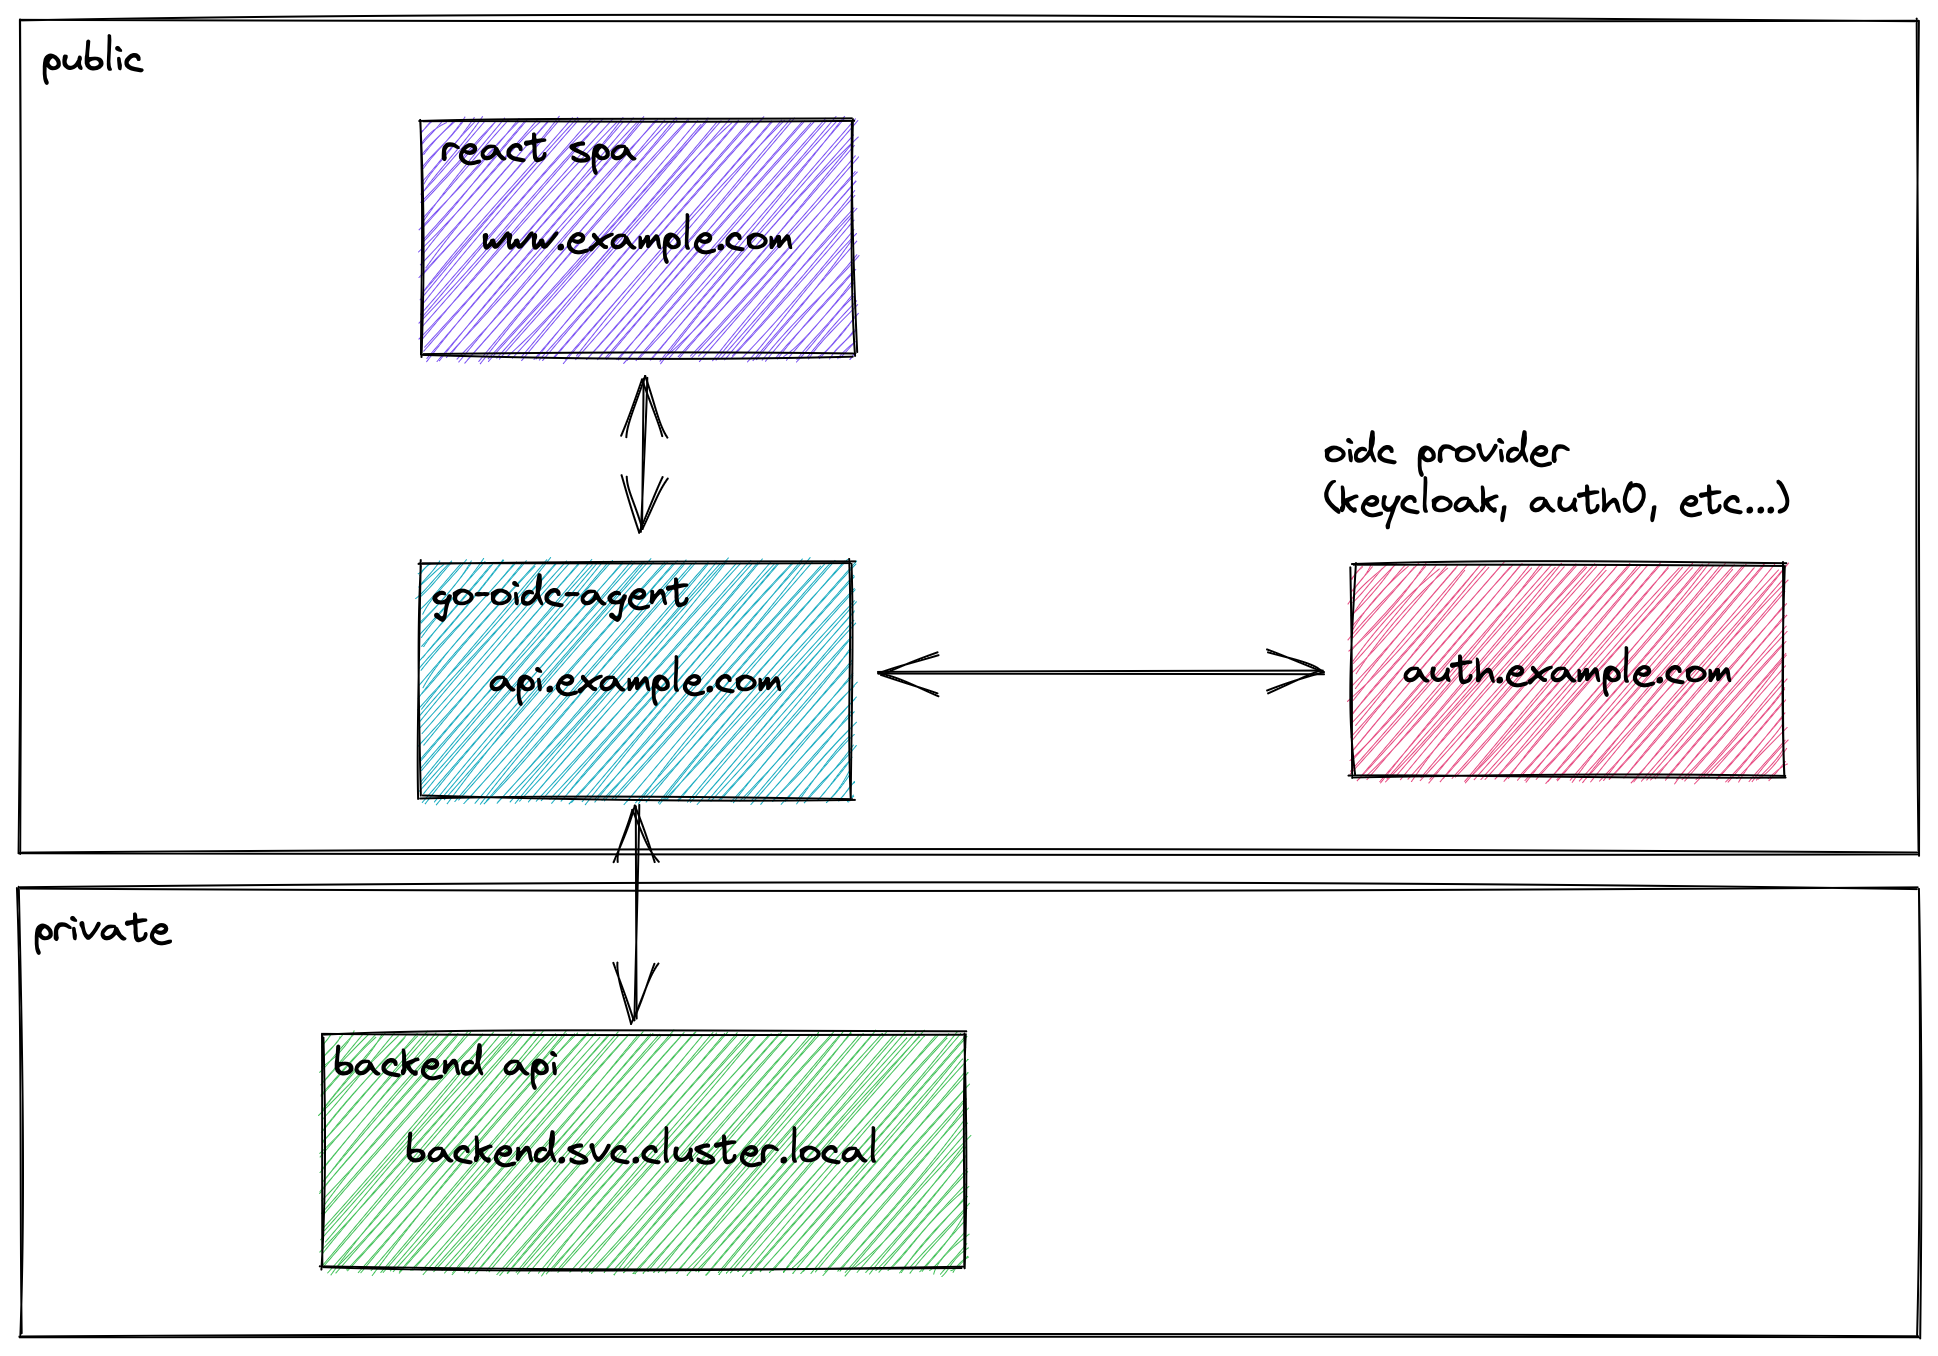 public
react spa
www.example.com
oidc provider
(keycloak, auth0, etc...)
go-oidc-agent
api.example.com
auth.example.com
private
backend api
backend.svc.cluster.local